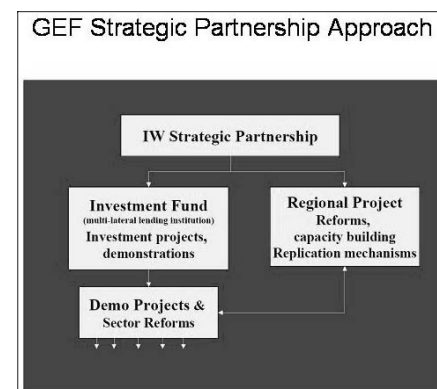 GEF Strategic Partnership Approach
IW Strategic Partnership
Investment Fund
(multi-lateral lending institution)
Investment projects,
demonstrations
Regional Project
Reforms,
capacity building
Replication mechanisms
Demo Projects &
Sector Reforms